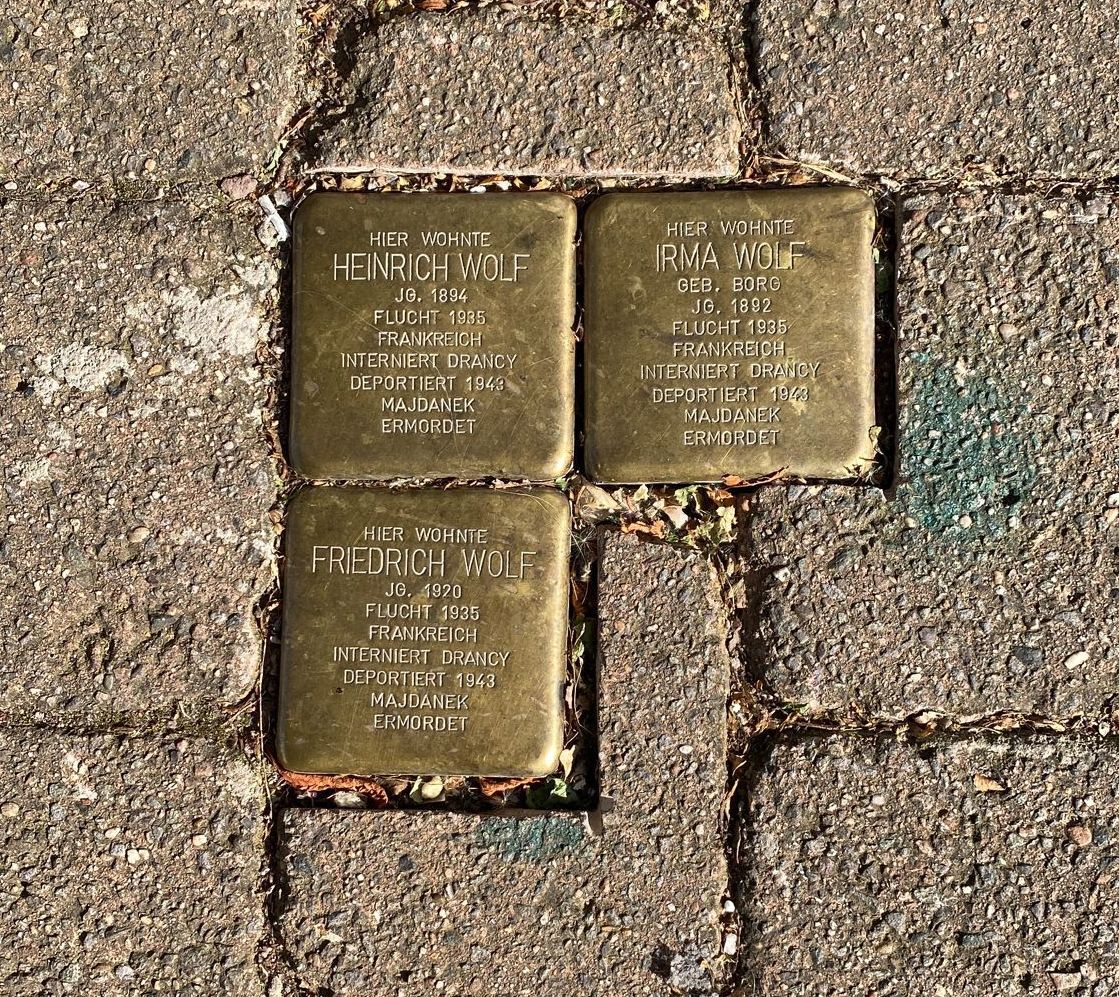 HIER WOHNTE
HEINRICH WOLF
JG. 1894
FLUCHT 1935
FRANKREICH
INTERNIERT DRANCY
DEPORTIERT 1943
MAJDANEK
ERMORDET
HIER WOHNTE
IRMA WOLF
GEB. BORG
JG. 1892
FLUCHT 1935
FRANKREICH
INTERNIERT DRANCY
DEPORTIERT 1943
MAJDANEK
ERMORDET
HIER WOHNTE
FRIEDRICH WOLF
JG. 1920
FLUCHT 1935
FRANKREICH
INTERNIERT DRANCY
DEPORTIERT 1943
MAJDANEK
ERMORDET